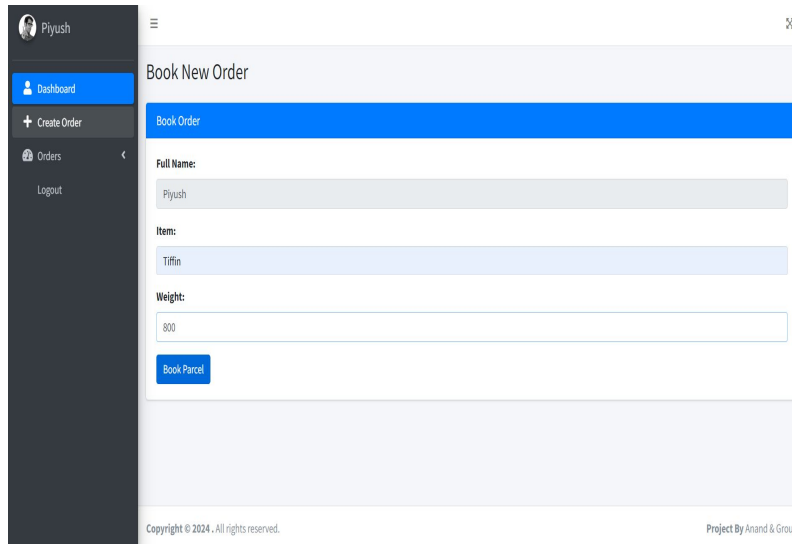 Piyush
Dashboard
Create Order
Orders
Logout
Book New Order
Book Order
Full Name:
Piyush
Item:
Tiffin
Weight:
800
Book Parcel
Copyright © 2024 . All rights reserved.
Project By Anand & Grou